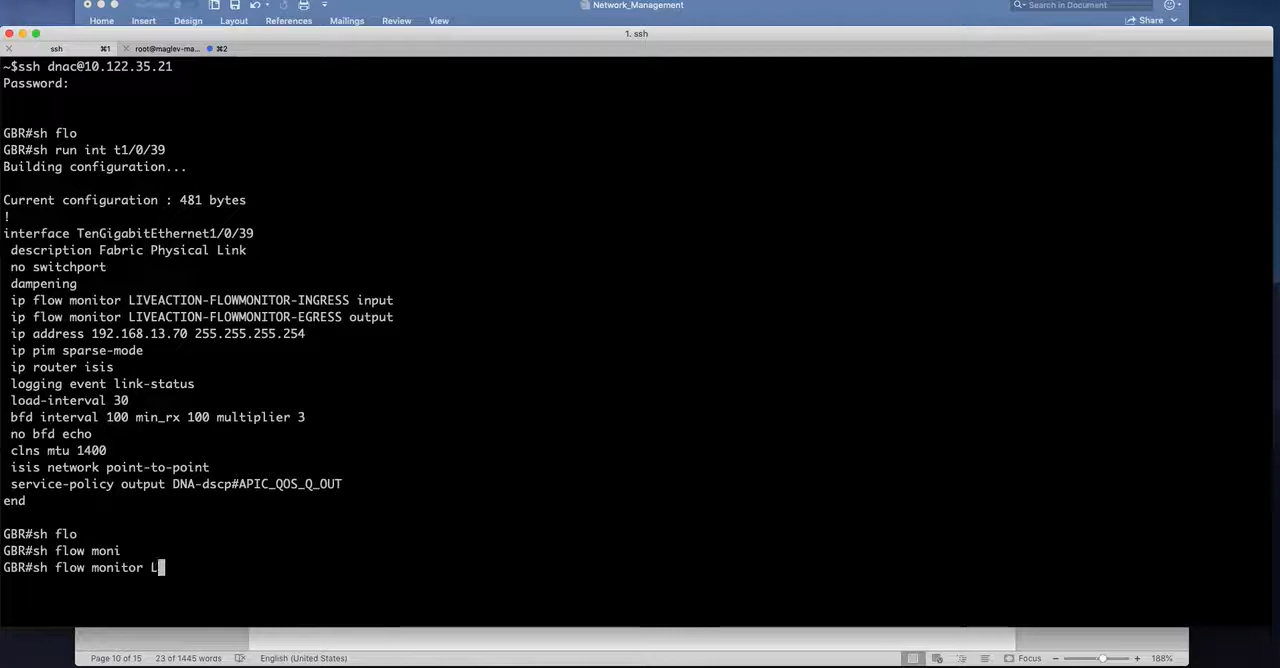 Network_Management
Search in Document
Home Insert Design Layout References Mailings Review View
Share
1. ssh
ssh ⌘1 root@maglev-ma... ⌘2
~$ssh dnac@10.122.35.21
Password:
GBR#sh flo
GBR#sh run int t1/0/39
Building configuration...
Current configuration : 481 bytes
!
interface TenGigabitEthernet1/0/39
description Fabric Physical Link
no switchport
dampening
ip flow monitor LIVEACTION-FLOWMONITOR-INGRESS input
ip flow monitor LIVEACTION-FLOWMONITOR-EGRESS output
ip address 192.168.13.70 255.255.255.254
ip pim sparse-mode
ip router isis
logging event link-status
load-interval 30
bfd interval 100 min_rx 100 multiplier 3
no bfd echo
clns mtu 1400
isis network point-to-point
service-policy output DNA-dscp#APIC_QOS_Q_OUT
end
GBR#sh flo
GBR#sh flow moni
GBR#sh flow monitor L
Page 10 of 15 23 of 1445 words English (United States) Focus 188%